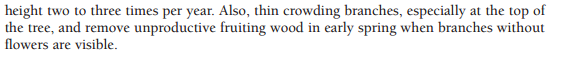 height two to three times per year. Also, thin crowding branches, especially at the top of
the tree, and remove unproductive fruiting wood in early spring when branches without
flowers are visible.